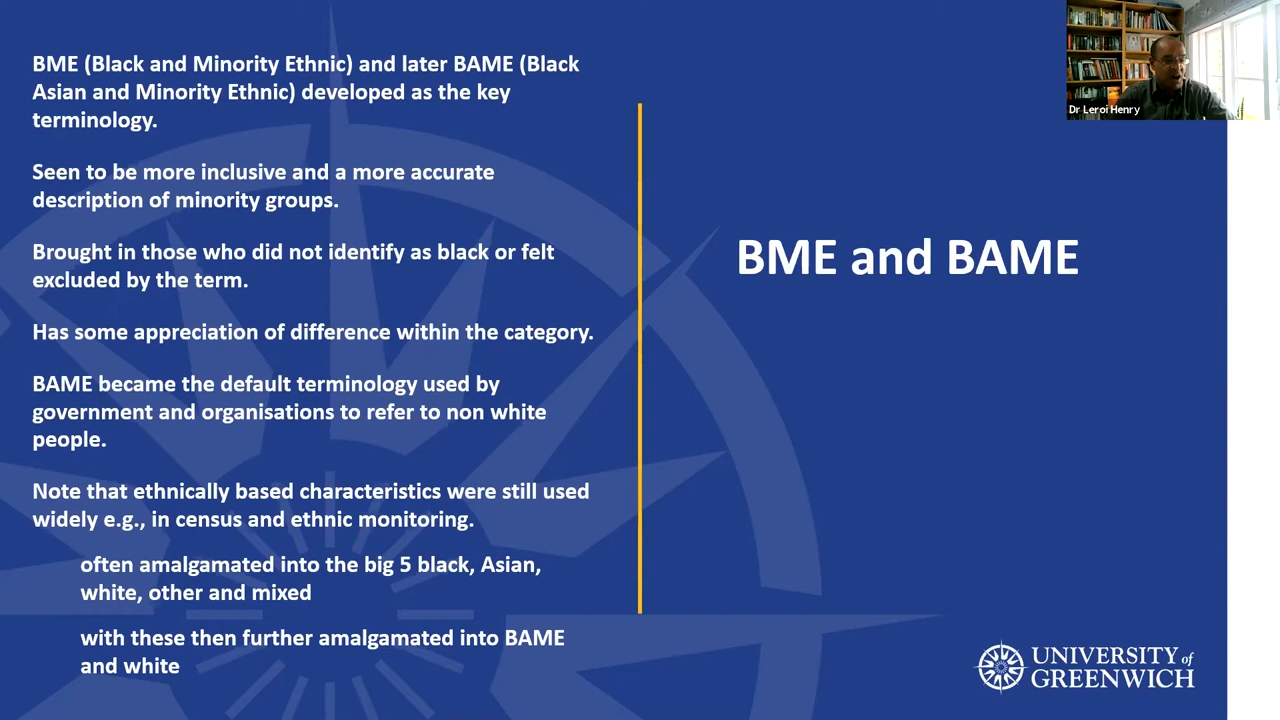 BME (Black and Minority Ethnic) and later BAME (Black
Asian and Minority Ethnic) developed as the key
terminology.
Seen to be more inclusive and a more accurate
description of minority groups.
Brought in those who did not identify as black or felt
excluded by the term.
Has some appreciation of difference within the category.
BAME became the default terminology used by
government and organisations to refer to non white
people.
Note that ethnically based characteristics were still used
widely e.g., in census and ethnic monitoring.
often amalgamated into the big 5 black, Asian,
white, other and mixed
with these then further amalgamated into BAME
and white
BME and BAME
Dr Leroi Henry
UNIVERSITY of
GREENWICH